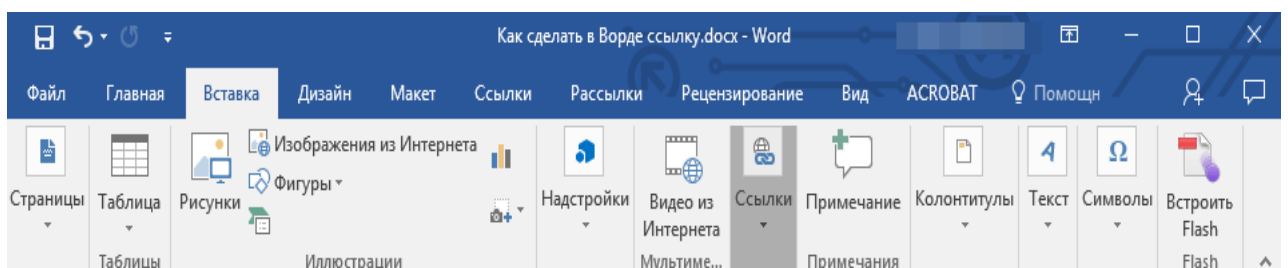 Как сделать в Ворде ссылку.docx - Word
Файл Главная Вставка Дизайн Макет Ссылки Рассылки Рецензирование Вид ACROBAT Помощн
Изображения из Интернета
Фигуры
Страницы Таблица Рисунки Надстройки Видео из Ссылки Примечание Колонтитулы Текст Символы Встроить
Интернета Flash
Таблицы Иллюстрации Мультиме... Примечания Flash